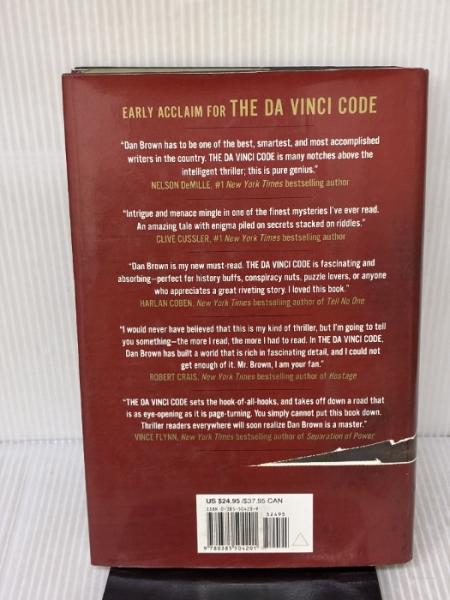 EARLY ACCLAIM FOR THE DA VINCI CODE
“Dan Brown has to be one of the best, smartest, and most accomplished
writers in the country. THE DA VINCI CODE is many notches above the
intelligent thriller; this is pure genius.”
NELSON DeMILLE, #1 New York Times bestselling author
“Intrigue and menace mingle in one of the finest mysteries I've ever read.
An amazing tale with enigma piled on secrets stacked on riddles.”
CLIVE CUSSLER, #1 New York Times bestselling author
“Dan Brown is my new must-read. THE DA VINCI CODE is fascinating and
absorbing—perfect for history buffs, conspiracy nuts, puzzle lovers, or anyone
who appreciates a great riveting story. I loved this book.”
HARLAN COBEN, New York Times bestselling author of Tell No One
“I would never have believed that this is my kind of thriller, but I'm going to tell
you something—the more I read, the more I had to read. In THE DA VINCI CODE,
Dan Brown has built a world that is rich in fascinating detail, and I could not
get enough of it. Mr. Brown, I am your fan.”
ROBERT CRAIS, New York Times bestselling author of Hostage
“THE DA VINCI CODE sets the hook-of-all-hooks, and takes off down a road that
is as eye-opening as it is page-turning. You simply cannot put this book down.
Thriller readers everywhere will soon realize Dan Brown is a master.”
VINCE FLYNN, New York Times bestselling author of Separation of Power
US $24.95/$37.95 CAN
ISBN 0-385-50420-9
52495
9 780385 504201